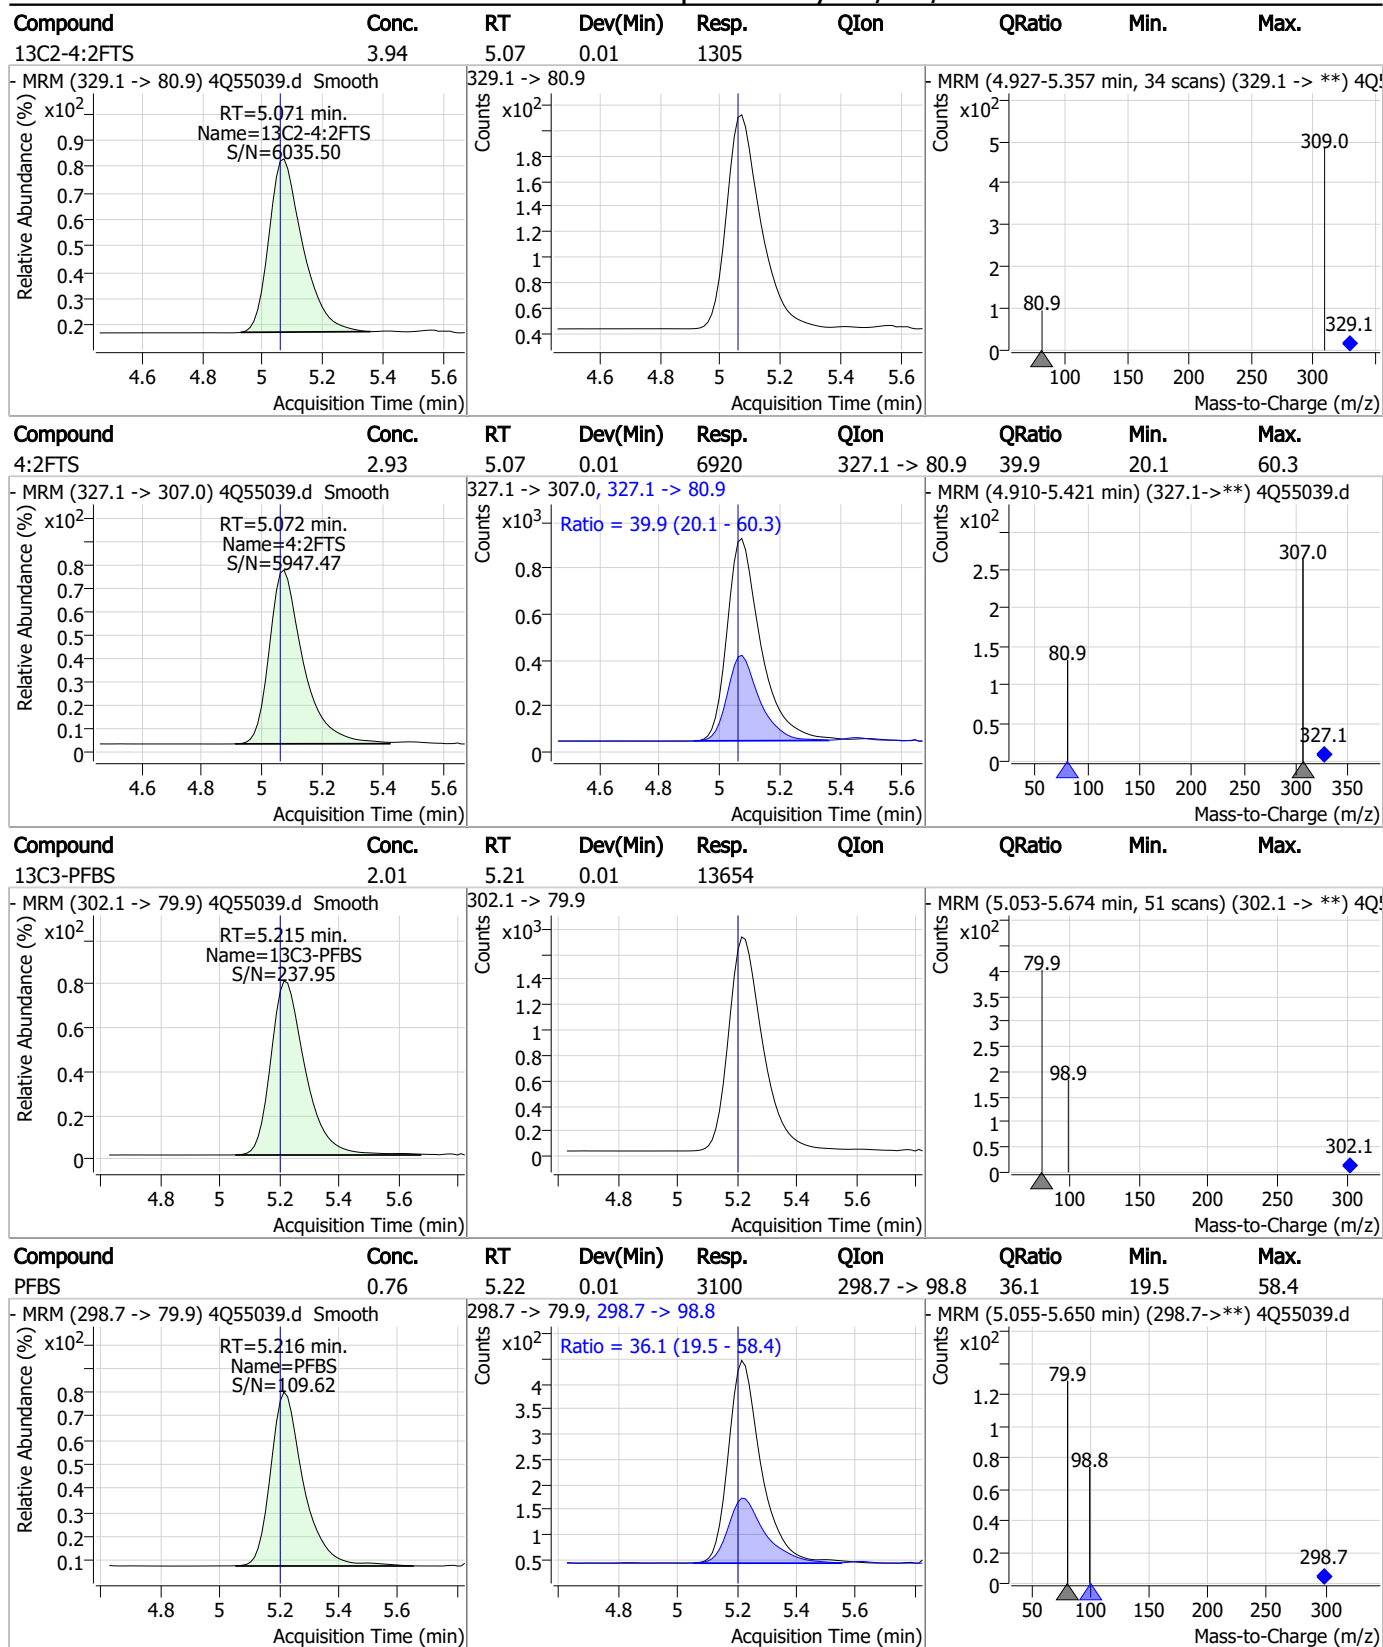 Compound Conc. RT Dev(Min) Resp. QIon QRatio Min. Max.
13C2-4:2FTS 3.94 5.07 0.01 1305
- MRM (329.1 -> 80.9) 4Q55039.d Smooth
329.1 -> 80.9
- MRM (4.927-5.357 min, 34 scans) (329.1 -> **) 4Q5
Relative Abundance (%)
x10²
RT=5.071 min.
Name=13C2-4:2FTS
S/N=6035.50
0.9
0.8
0.7
0.6
0.5
0.4
0.3
0.2
4.6 4.8 5 5.2 5.4 5.6
Acquisition Time (min)
Counts
x10²
1.8
1.6
1.4
1.2
1
0.8
0.6
0.4
4.6 4.8 5 5.2 5.4 5.6
Acquisition Time (min)
Counts
x10²
5
4
3
2
1
0
309.0
80.9
329.1
100 150 200 250 300
Mass-to-Charge (m/z)
Compound Conc. RT Dev(Min) Resp. QIon QRatio Min. Max.
4:2FTS 2.93 5.07 0.01 6920 327.1 -> 80.9 39.9 20.1 60.3
- MRM (327.1 -> 307.0) 4Q55039.d Smooth
327.1 -> 307.0, 327.1 -> 80.9
- MRM (4.910-5.421 min) (327.1->**) 4Q55039.d
Relative Abundance (%)
x10²
RT=5.072 min.
Name=4:2FTS
S/N=5947.47
0.8
0.7
0.6
0.5
0.4
0.3
0.2
0.1
0
4.6 4.8 5 5.2 5.4 5.6
Acquisition Time (min)
Counts
x10³
Ratio = 39.9 (20.1 - 60.3)
0.8
0.6
0.4
0.2
0
4.6 4.8 5 5.2 5.4 5.6
Acquisition Time (min)
Counts
x10²
2.5
2
1.5
1
0.5
0
307.0
80.9
327.1
50 100 150 200 250 300 350
Mass-to-Charge (m/z)
Compound Conc. RT Dev(Min) Resp. QIon QRatio Min. Max.
13C3-PFBS 2.01 5.21 0.01 13654
- MRM (302.1 -> 79.9) 4Q55039.d Smooth
302.1 -> 79.9
- MRM (5.053-5.674 min, 51 scans) (302.1 -> **) 4Q5
Relative Abundance (%)
x10²
RT=5.215 min.
Name=13C3-PFBS
S/N=237.95
0.8
0.6
0.4
0.2
0
4.8 5 5.2 5.4 5.6
Acquisition Time (min)
Counts
x10³
1.4
1.2
1
0.8
0.6
0.4
0.2
0
4.8 5 5.2 5.4 5.6
Acquisition Time (min)
Counts
x10²
4
3.5
3
2.5
2
1.5
1
0.5
0
79.9
98.9
302.1
100 150 200 250 300
Mass-to-Charge (m/z)
Compound Conc. RT Dev(Min) Resp. QIon QRatio Min. Max.
PFBS 0.76 5.22 0.01 3100 298.7 -> 98.8 36.1 19.5 58.4
- MRM (298.7 -> 79.9) 4Q55039.d Smooth
298.7 -> 79.9, 298.7 -> 98.8
- MRM (5.055-5.650 min) (298.7->**) 4Q55039.d
Relative Abundance (%)
x10²
RT=5.216 min.
Name=PFBS
S/N=109.62
0.8
0.7
0.6
0.5
0.4
0.3
0.2
0.1
4.8 5 5.2 5.4 5.6
Acquisition Time (min)
Counts
x10²
Ratio = 36.1 (19.5 - 58.4)
4
3.5
3
2.5
2
1.5
1
0.5
4.8 5 5.2 5.4 5.6
Acquisition Time (min)
Counts
x10²
1.2
1
0.8
0.6
0.4
0.2
0
79.9
98.8
298.7
50 100 150 200 250 300
Mass-to-Charge (m/z)